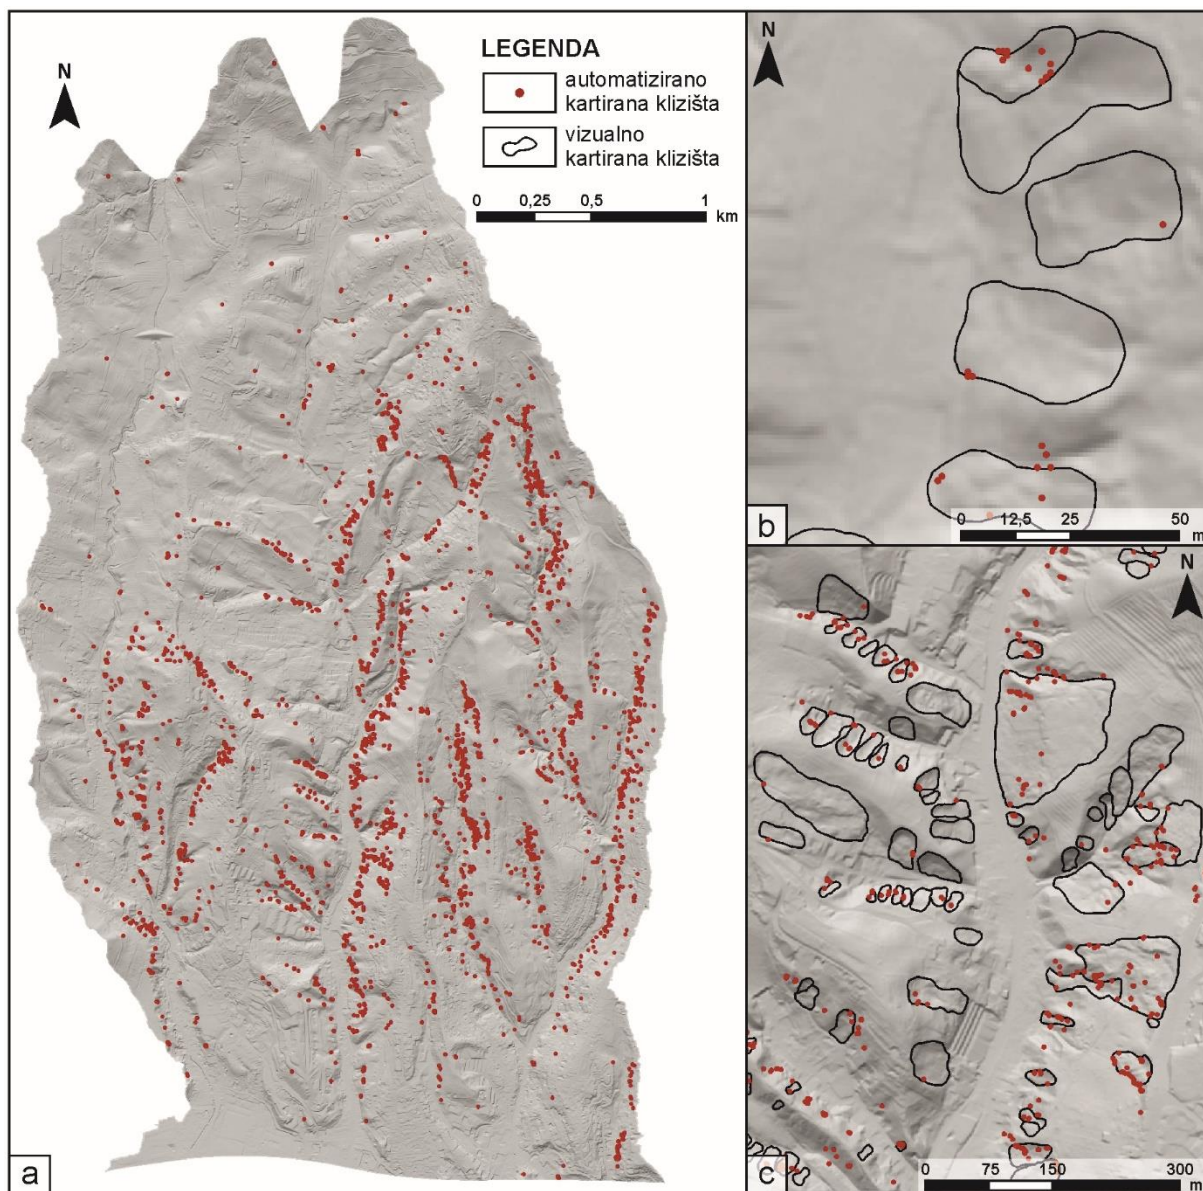 N
LEGENDA
automatizirano
kartirana klizišta
vizualno
kartirana klizišta
0 0,25 0,5 1
km
a
N
b
0 12,5 25 50
m
N
c
0 75 150 300
m